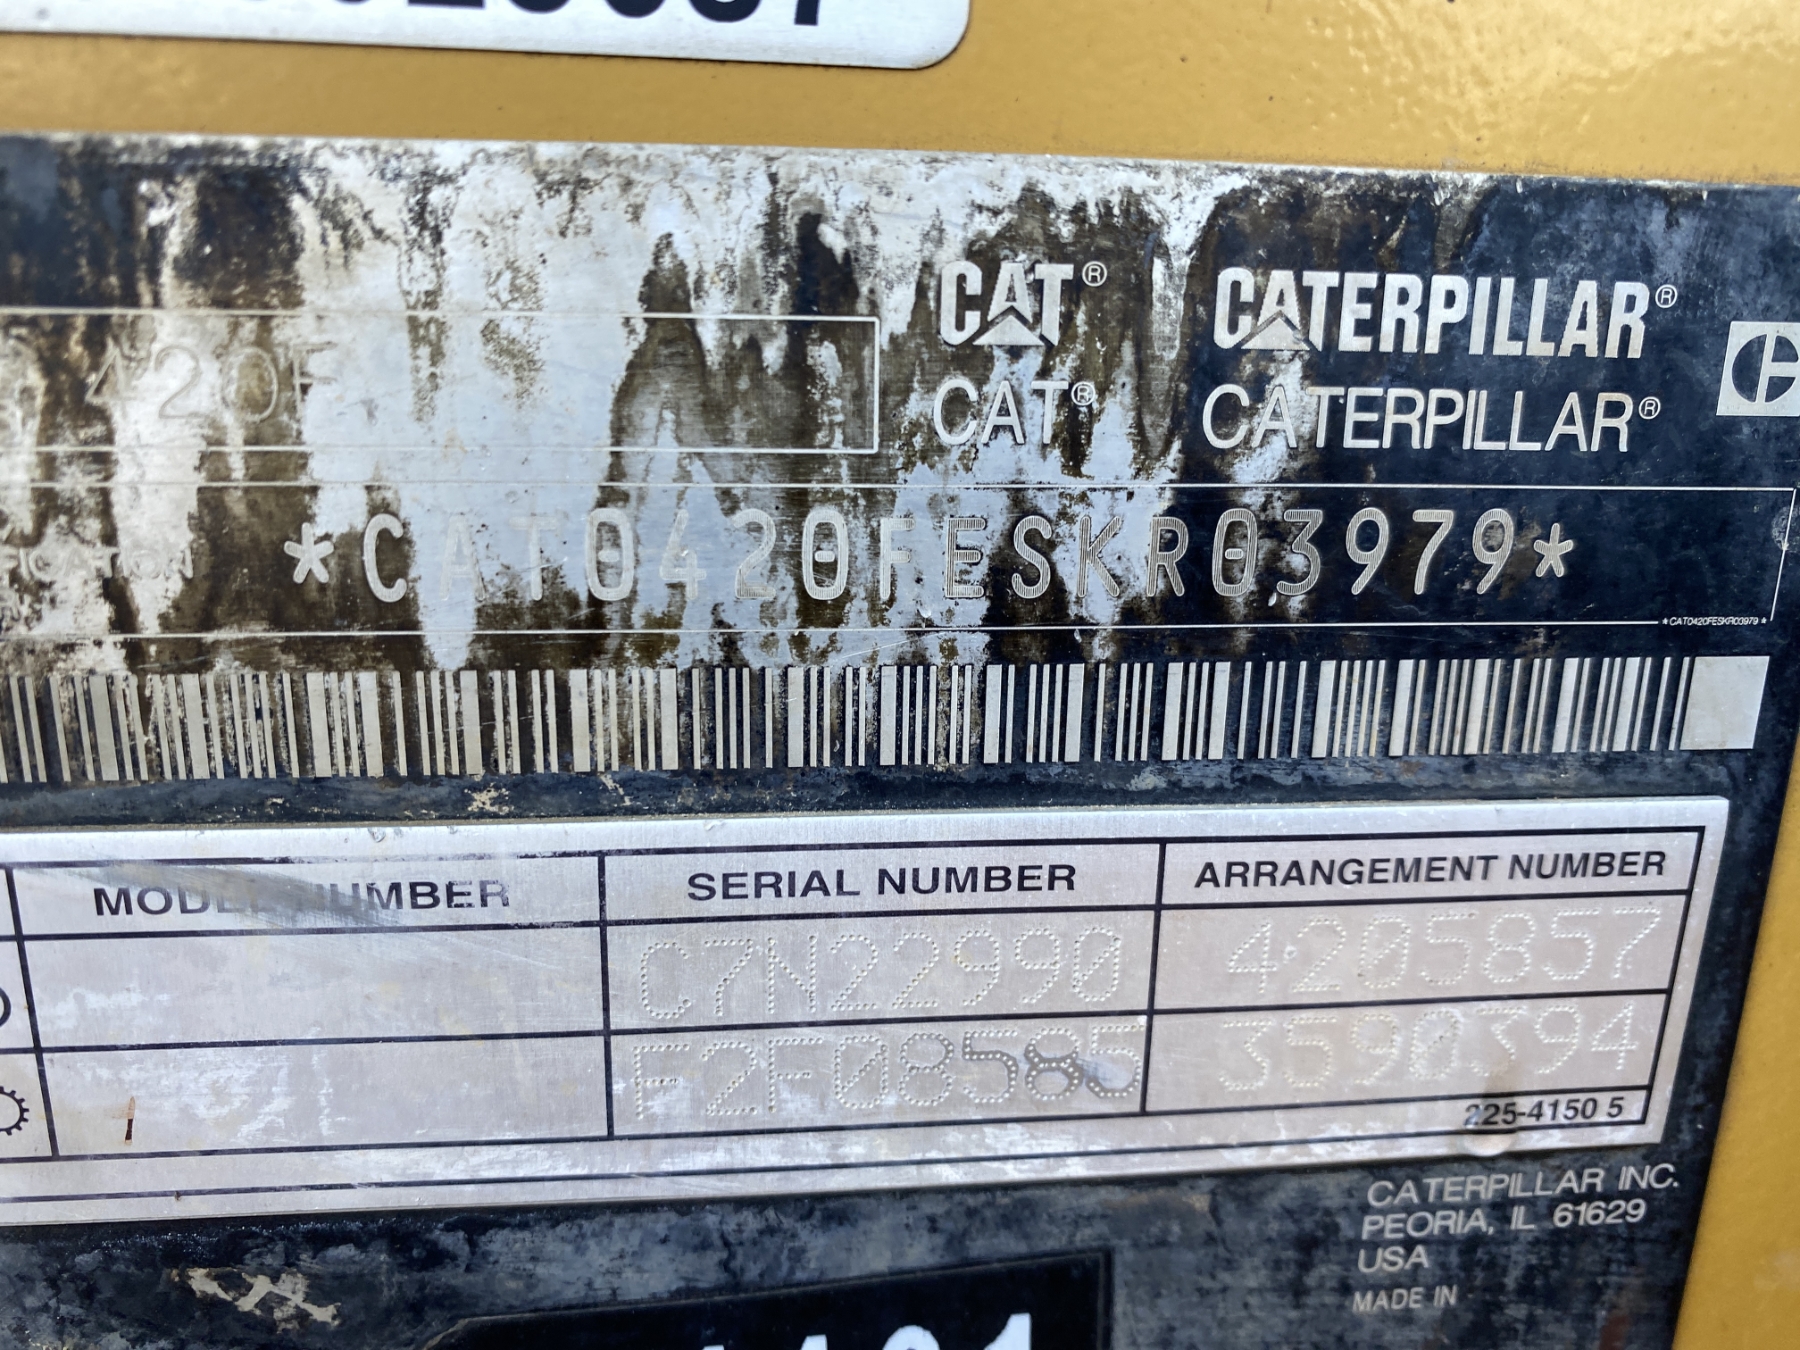 CAT® CATERPILLAR®
420F
CAT® CATERPILLAR®
*CAT0420FESKR03979*
*CAT0420FESKR03979*
MODEL NUMBER SERIAL NUMBER ARRANGEMENT NUMBER
C7N22990 4205857
F2F08585 3590394
225-4150 5
CATERPILLAR INC.
PEORIA, IL 61629
USA
MADE IN